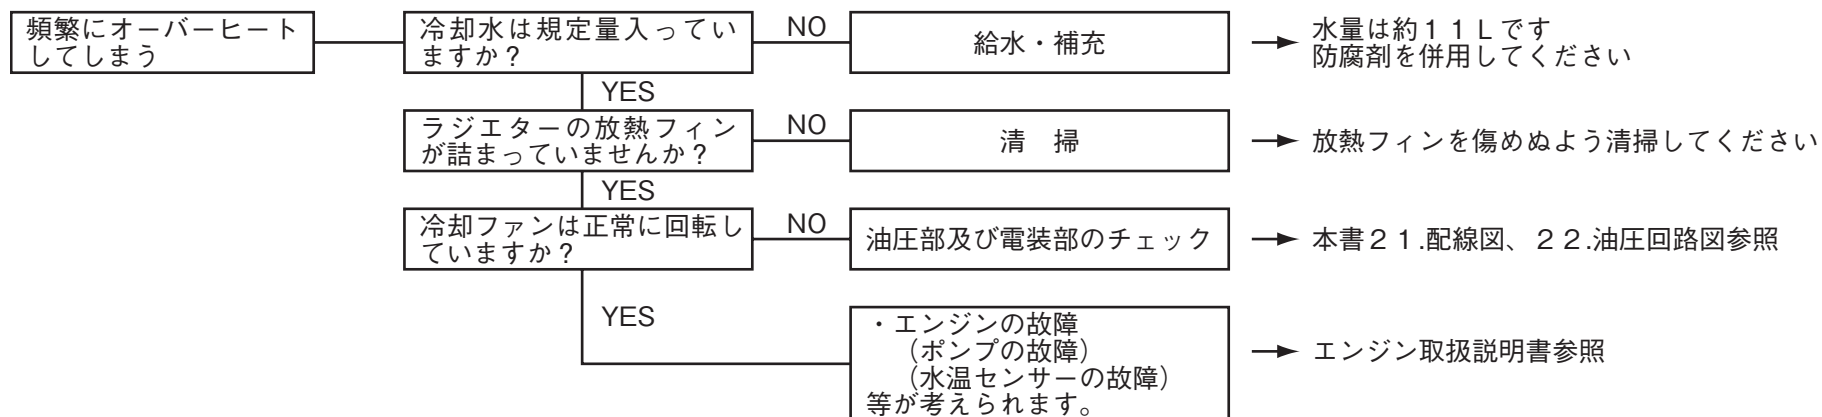 頻繁にオーバーヒート
してしまう
冷却水は規定量入ってい
ますか？
NO
給水・補充
水量は約１１Ｌです
防腐剤を併用してください
YES
ラジエターの放熱フィン
が詰まっていませんか？
NO
清　掃
放熱フィンを傷めぬよう清掃してください
YES
冷却ファンは正常に回転し
ていますか？
NO
油圧部及び電装部のチェック
本書２１.配線図、２２.油圧回路図参照
YES
・エンジンの故障
（ポンプの故障）
（水温センサーの故障）
等が考えられます。
エンジン取扱説明書参照